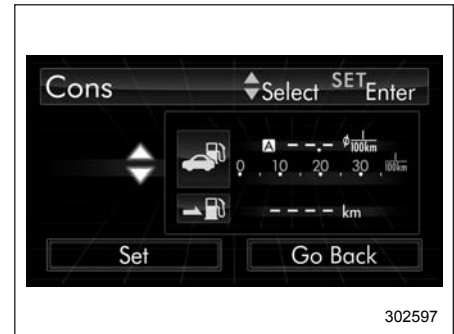 Cons Select SET Enter
A --.- ø l/100km
0 10 20 30 l/100km
---- km
Set Go Back
302597